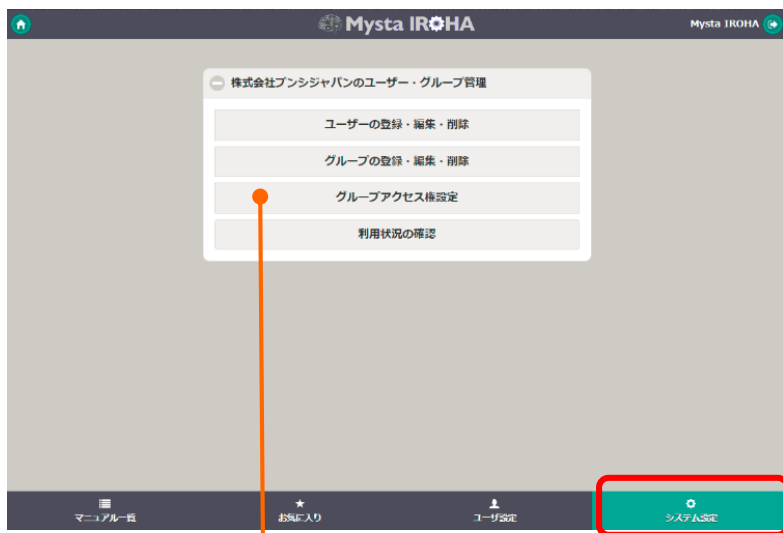 Mysta IROHA
Mysta IROHA
株式会社ブンシジャパンのユーザー・グループ管理
ユーザーの登録・編集・削除
グループの登録・編集・削除
グループアクセス権設定
利用状況の確認
マニュアル一覧
お気に入り
ユーザ設定
システム設定